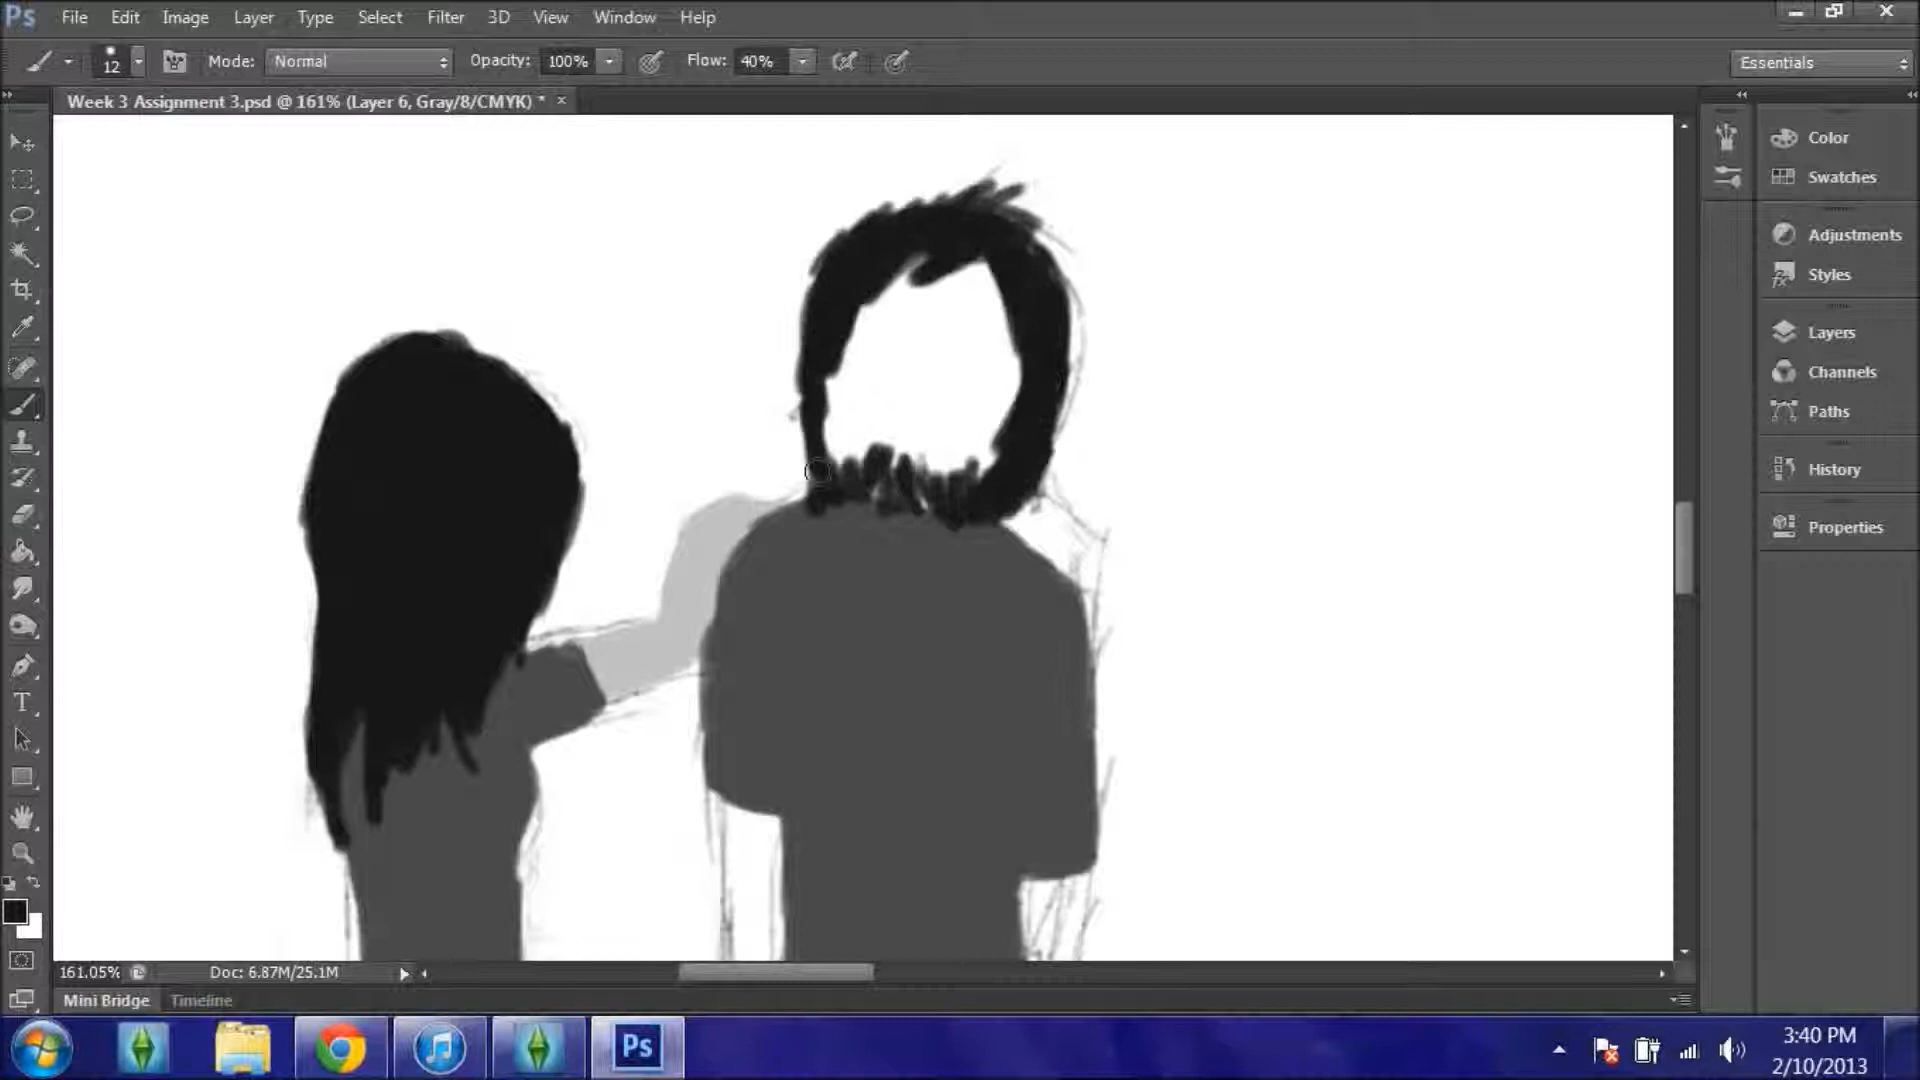 Ps File Edit Image Layer Type Select Filter 3D View Window Help
12 Mode: Normal Opacity: 100% Flow: 40% Essentials
Week 3 Assignment 3.psd @ 161% (Layer 6, Gray/8/CMYK) * ×
Color
Swatches
Adjustments
Styles
Layers
Channels
Paths
History
Properties
T
161.05% Doc: 6.87M/25.1M
Mini Bridge Timeline
Ps
3:40 PM
2/10/2013